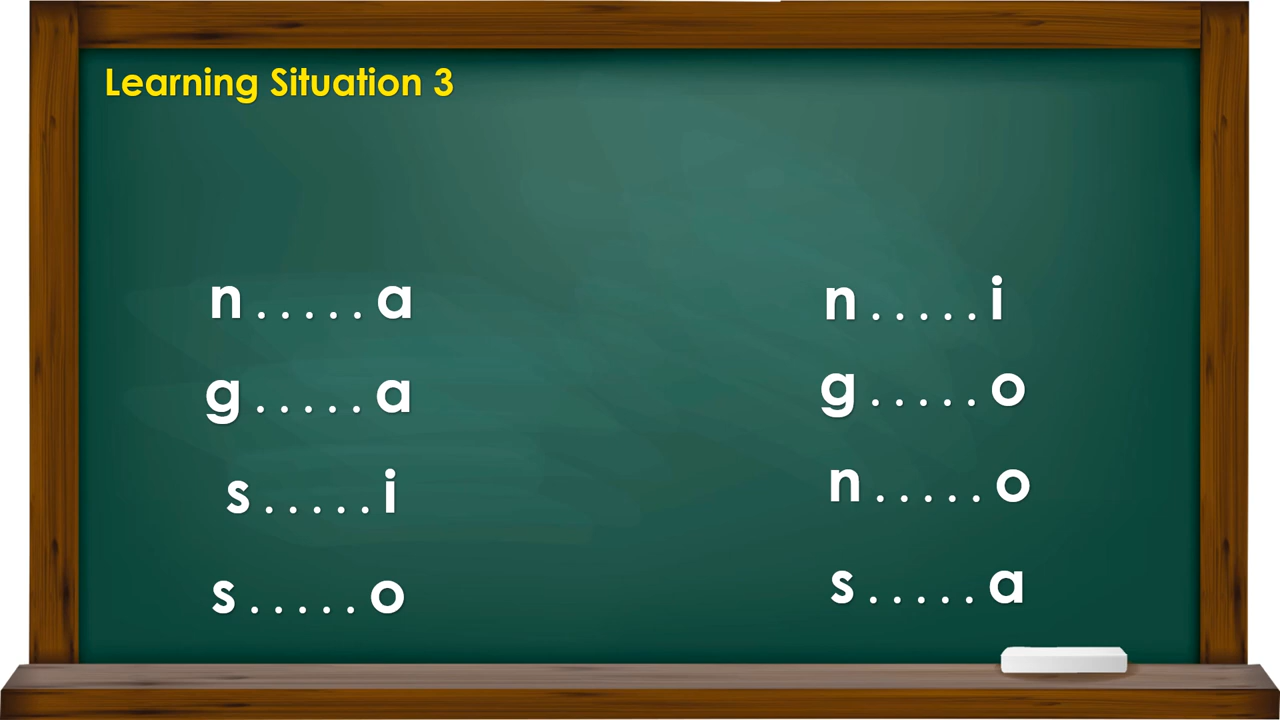 Learning Situation 3
n.....a
g.....a
s.....i
s.....o
n.....i
g.....o
n.....o
s.....a